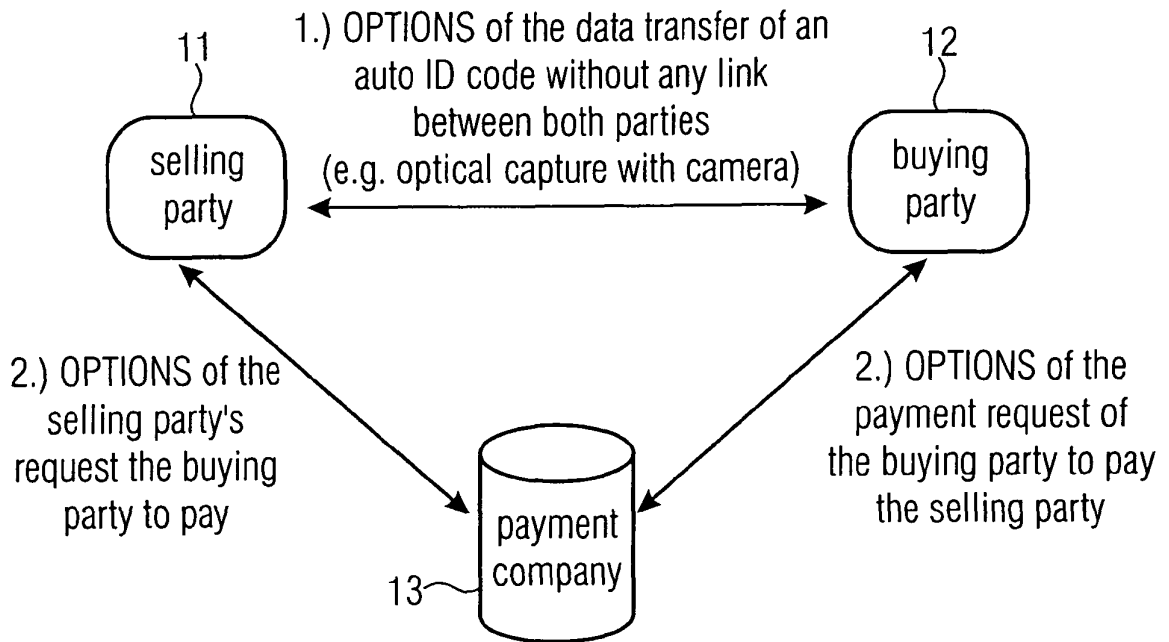 11
1.) OPTIONS of the data transfer of an
auto ID code without any link
between both parties
(e.g. optical capture with camera)
12
selling
party
buying
party
2.) OPTIONS of the
selling party's
request the buying
party to pay
2.) OPTIONS of the
payment request of
the buying party to pay
the selling party
payment
company
13